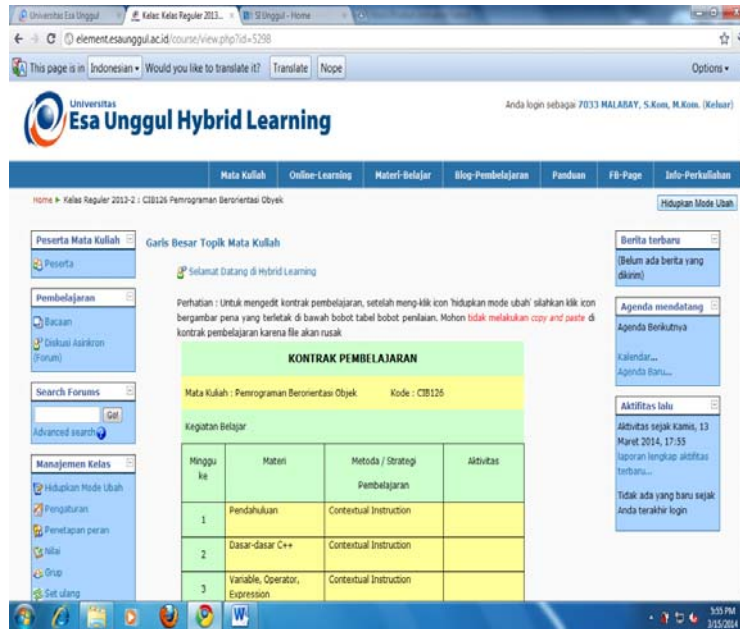 Universitas Esa Unggul
Kelas: Kelas Reguler 2013...
SI Unggul - Home
element.esaunggul.ac.id/course/view.php?id=5298
This page is in Indonesian Would you like to translate it? Translate Nope
Options
Universitas
Esa Unggul Hybrid Learning
Anda login sebagai 7033 MALABAY, S.Kom, M.Kom. (Keluar)
Mata Kuliah Online-Learning Materi-Belajar Blog-Pembelajaran Panduan FB-Page Info-Perkuliahan
Home Kelas Reguler 2013-2 : CIB126 Pemrograman Berorientasi Obyek
Hidupkan Mode Ubah
Peserta Mata Kuliah
Peserta
Pembelajaran
Bacaan
Diskusi Asinkron
(Forum)
Search Forums
Go!
Advanced search
Manajemen Kelas
Hidupkan Mode Ubah
Pengaturan
Penetapan peran
Nilai
Grup
Set ulang
Garis Besar Topik Mata Kuliah
Selamat Datang di Hybrid Learning
Perhatian : Untuk mengedit kontrak pembelajaran, setelah meng-klik icon 'hidupkan mode ubah' silahkan klik icon
bergambar pena yang terletak di bawah bobot tabel bobot penilaian. Mohon tidak melakukan copy and paste di
kontrak pembelajaran karena file akan
rusak
KONTRAK PEMBELAJARAN
Mata Kuliah : Pemrograman Berorientasi Objek Kode : CIB126
Kegiatan Belajar
Minggu
ke
Materi
Metoda / Strategi
Pembelajaran
Aktivitas
1 Pendahuluan Contextual Instruction
2 Dasar-dasar C++ Contextual Instruction
3 Variable, Operator,
Expression
Contextual Instruction
Berita terbaru
(Belum ada berita yang
dikirim)
Agenda mendatang
Agenda Berikutnya
Kalendar...
Agenda Baru...
Aktifitas lalu
Aktivitas sejak Kamis, 13
Maret 2014, 17:55
laporan lengkap aktifitas
terbaru...
Tidak ada yang baru sejak
Anda terakhir login
5:55 PM
3/15/2014